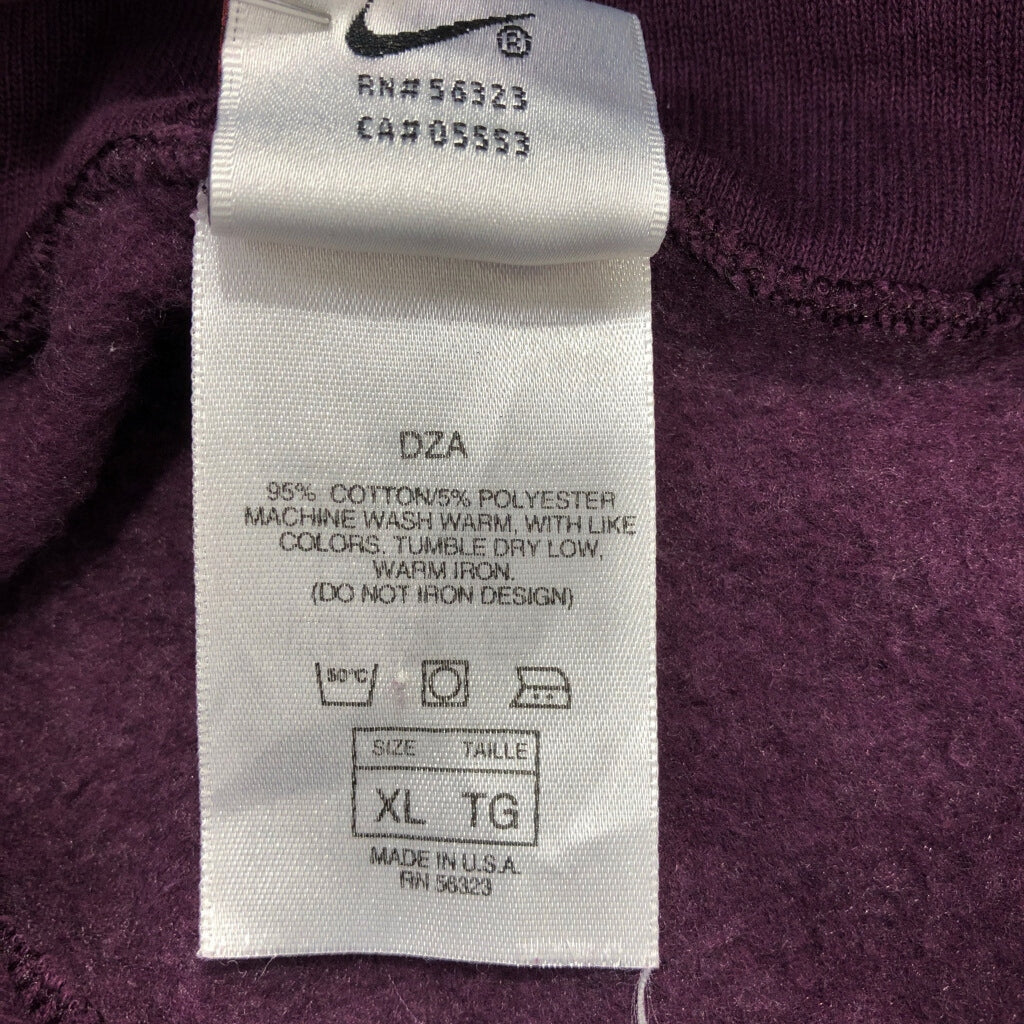 ®
RN#56323
CA#05553
DZA
95% COTTON/5% POLYESTER
MACHINE WASH WARM, WITH LIKE
COLORS. TUMBLE DRY LOW,
WARM IRON.
(DO NOT IRON DESIGN)
50°C
SIZE TAILLE
XL TG
MADE IN U.S.A.
RN 56323